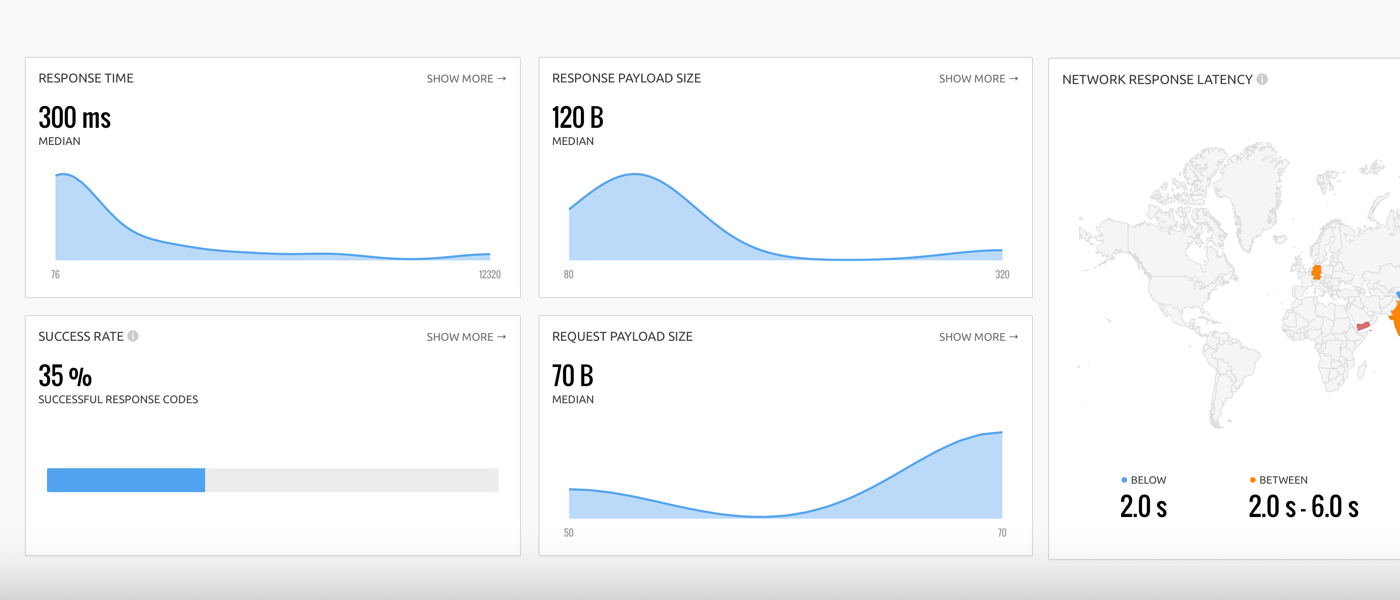 RESPONSE TIME
SHOW MORE →
300 ms
MEDIAN
76
12320
RESPONSE PAYLOAD SIZE
SHOW MORE →
120 B
MEDIAN
80
320
NETWORK RESPONSE LATENCY
SUCCESS RATE
SHOW MORE →
35 %
SUCCESSFUL RESPONSE CODES
REQUEST PAYLOAD SIZE
SHOW MORE →
70 B
MEDIAN
50
70
BELOW
2.0 s
BETWEEN
2.0 s - 6.0 s